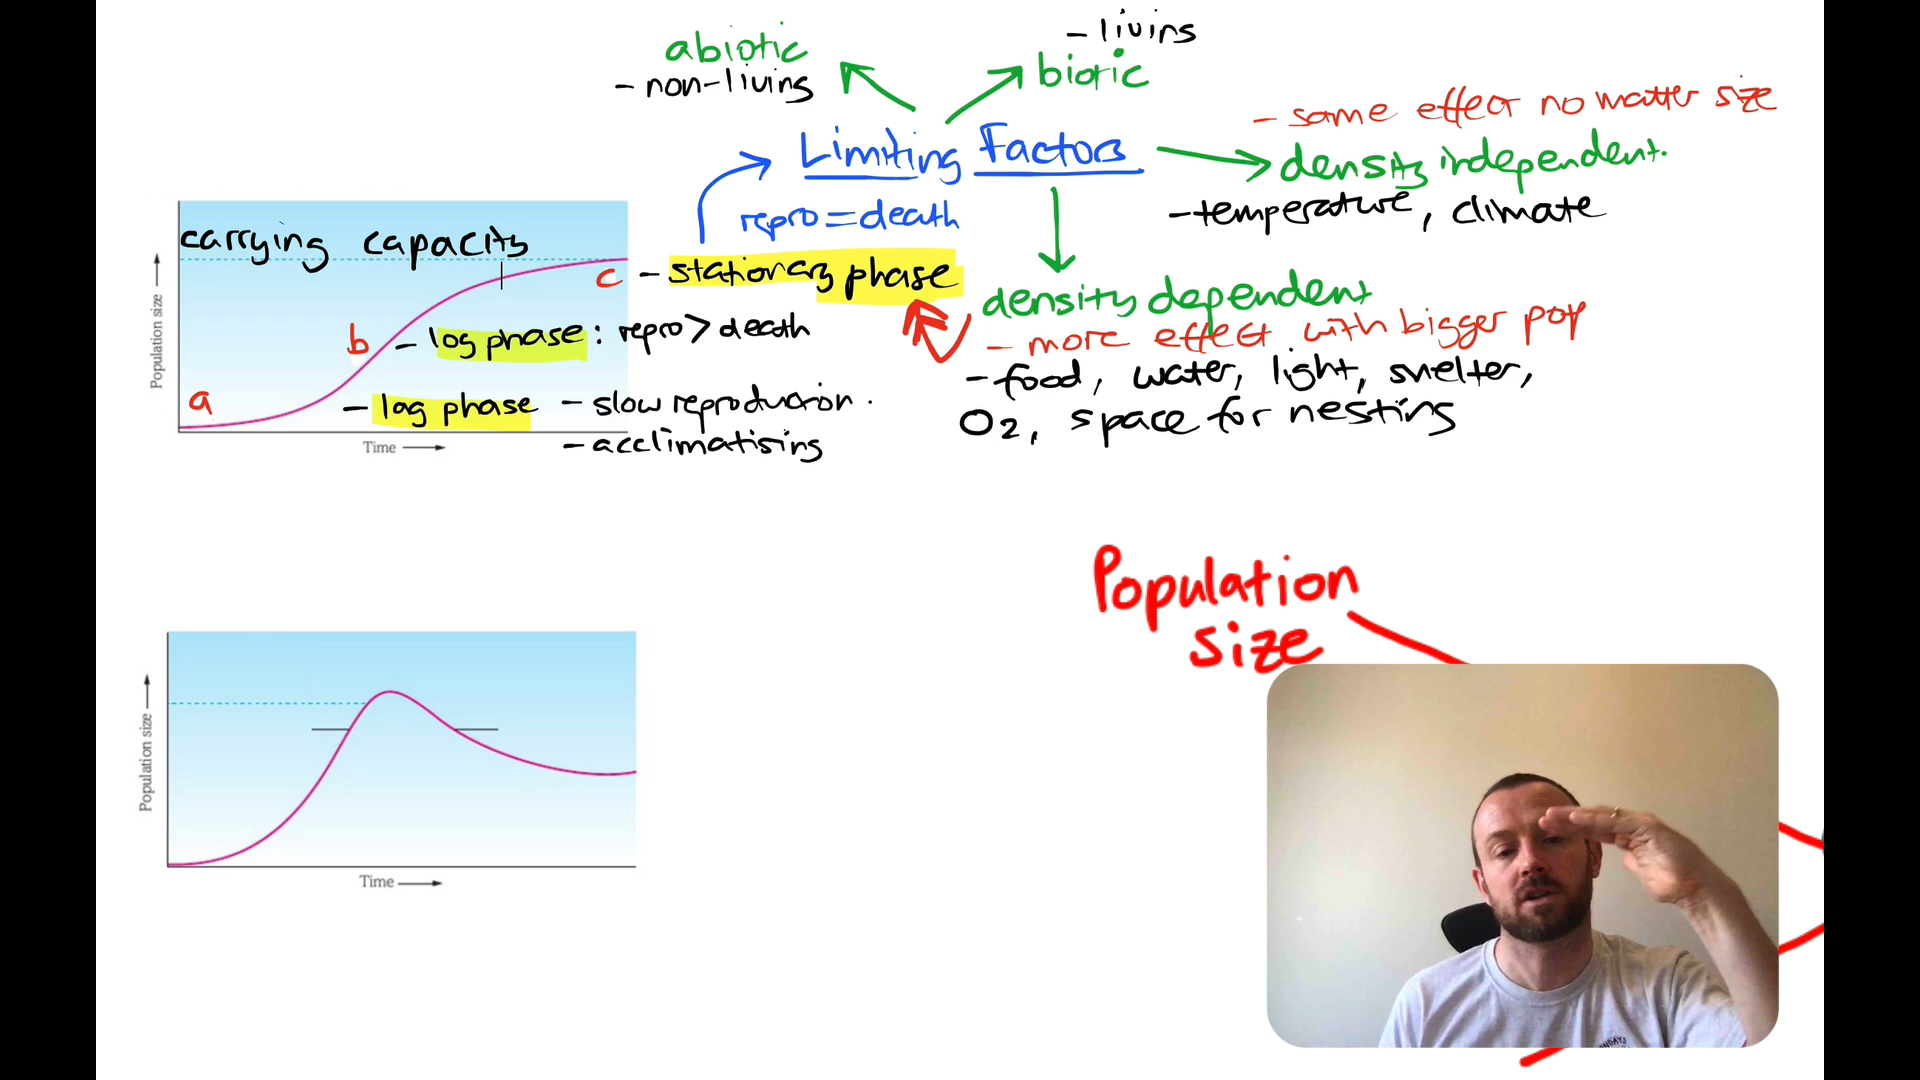 - living
abiotic
- non-living
biotic
- same effect no matter size
Limiting Factors
density independent.
repro = death
- temperature, climate
carrying capacity
c - stationary phase
density dependent
b - log phase : repro > death
- more effect with bigger pop
- food, water, light, shelter,
O2, space for nesting
a
- lag phase - slow reproduction.
- acclimatising
Population size
Time
Population
size
Population size
Time